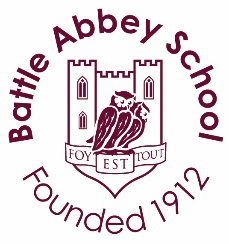 Battle Abbey School
FOY EST TOUT
Founded 1912